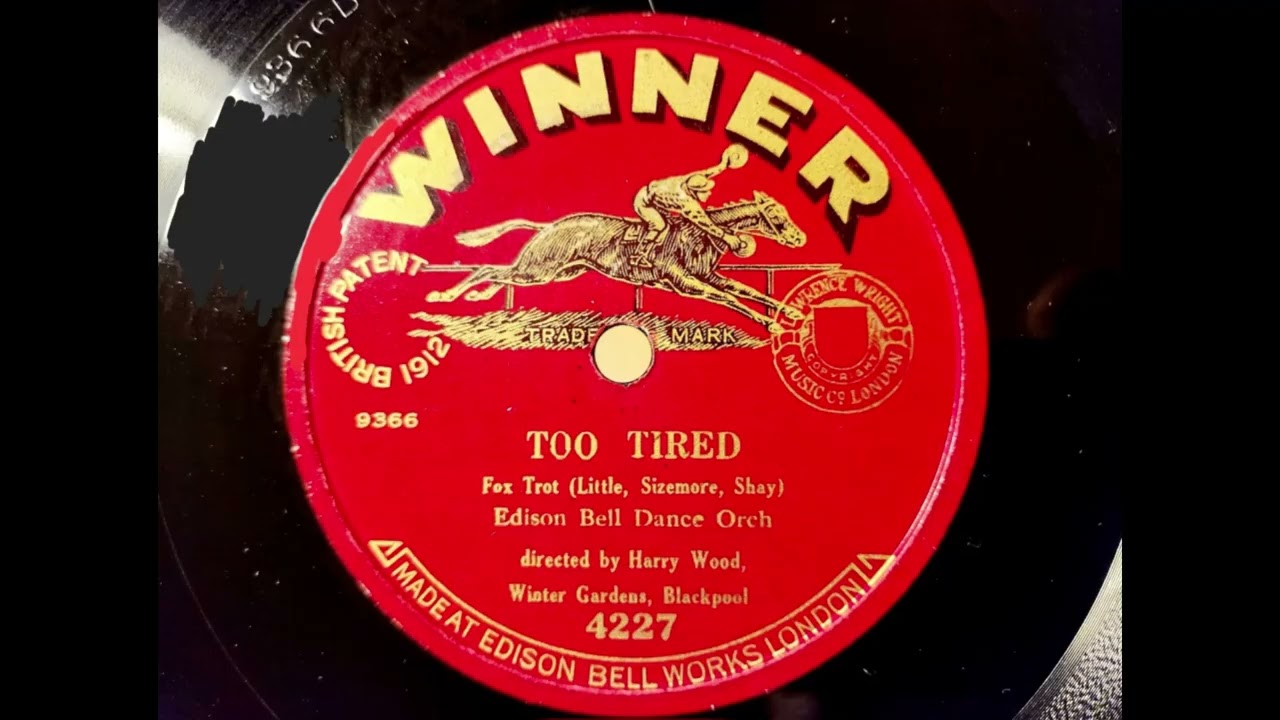 WINNER
BRITISH PATENT 1912
TRADE MARK
LAWRENCE WRIGHT
MUSIC Cº LONDON
COPYRIGHT
9366
TOO TIRED
Fox Trot (Little, Sizemore, Shay)
Edison Bell Dance Orch
directed by Harry Wood,
Winter Gardens, Blackpool
4227
MADE AT EDISON BELL WORKS LONDON